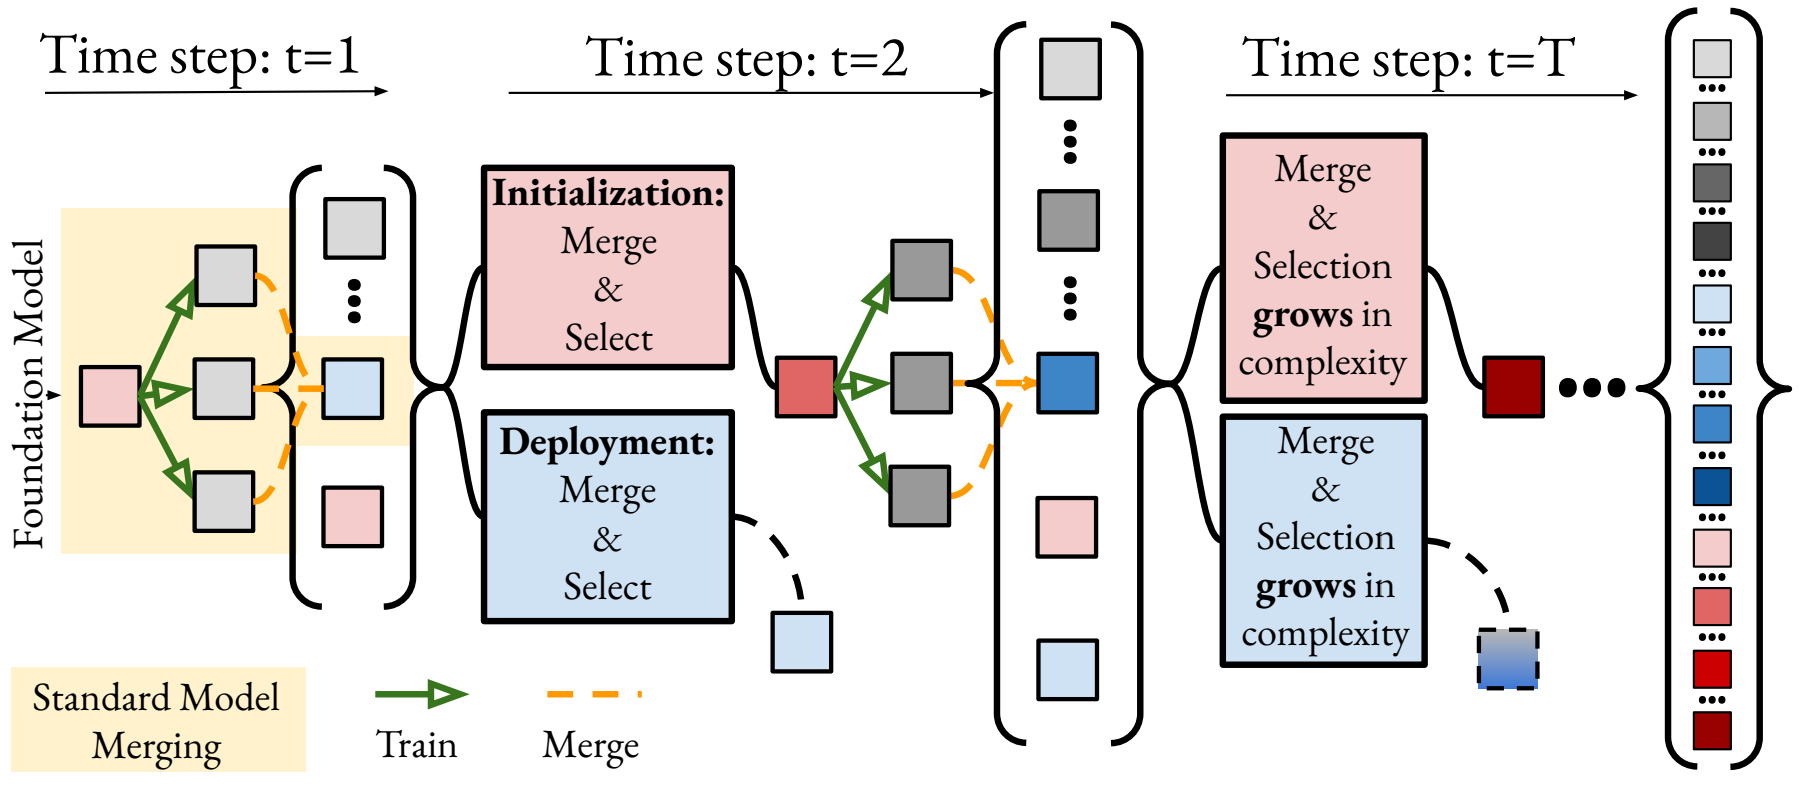 Time step: t=1
Time step: t=2
Time step: t=T
Foundation Model
Initialization:
Merge
&
Select
Deployment:
Merge
&
Select
Merge
&
Selection
grows in
complexity
Merge
&
Selection
grows in
complexity
Standard Model
Merging
Train
Merge